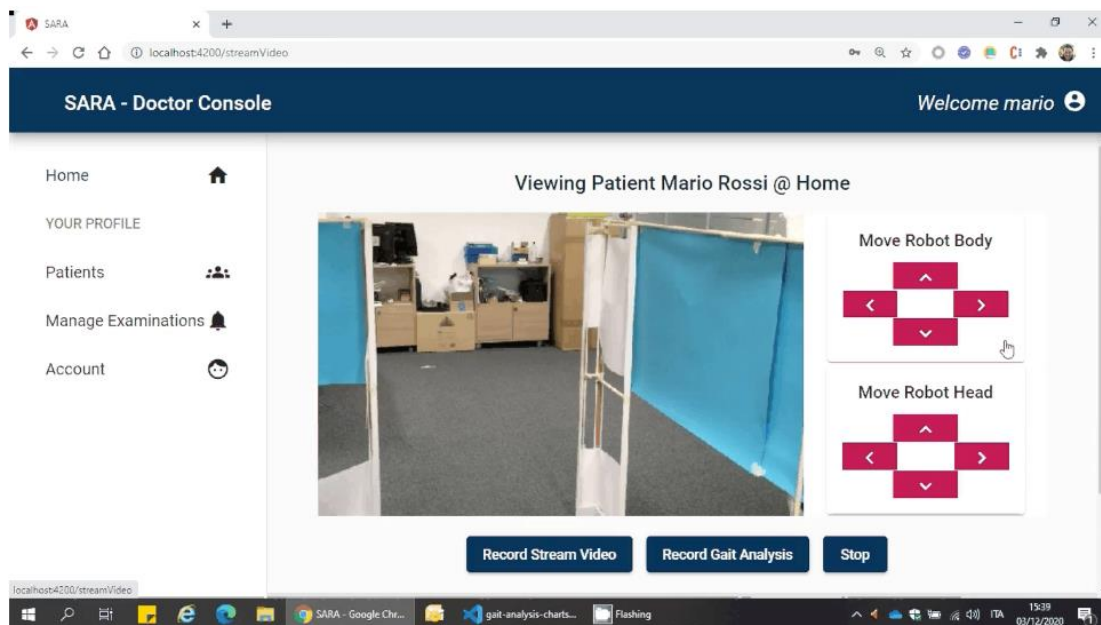 SARA
localhost:4200/streamVideo
SARA - Doctor Console
Welcome mario
Home
YOUR PROFILE
Patients
Manage Examinations
Account
Viewing Patient Mario Rossi @ Home
Move Robot Body
Move Robot Head
Record Stream Video
Record Gait Analysis
Stop
localhost:4200/streamVideo
SARA - Google Chr...
gait-analysis-charts...
Flashing
ITA
15:39
03/12/2020